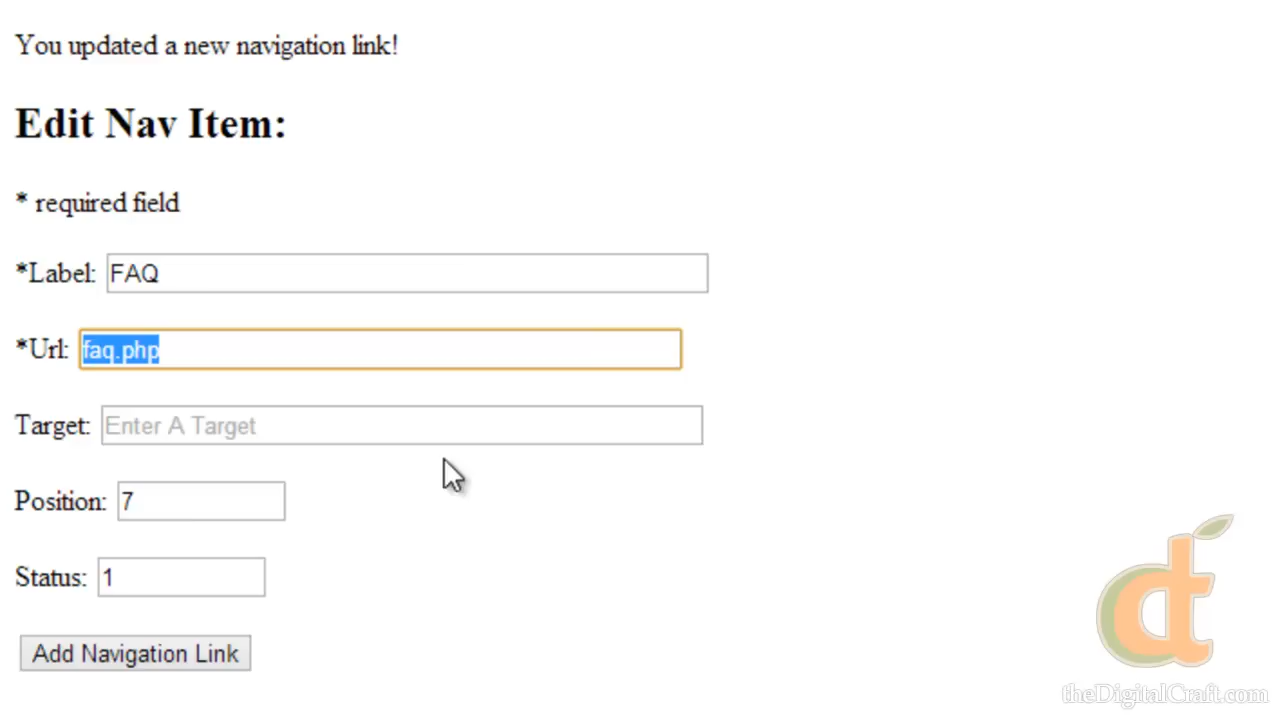 You updated a new navigation link!
Edit Nav Item:
* required field
*Label: FAQ
*Url: faq.php
Target: Enter A Target
Position: 7
Status: 1
Add Navigation Link
dt
theDigitalCraft.com